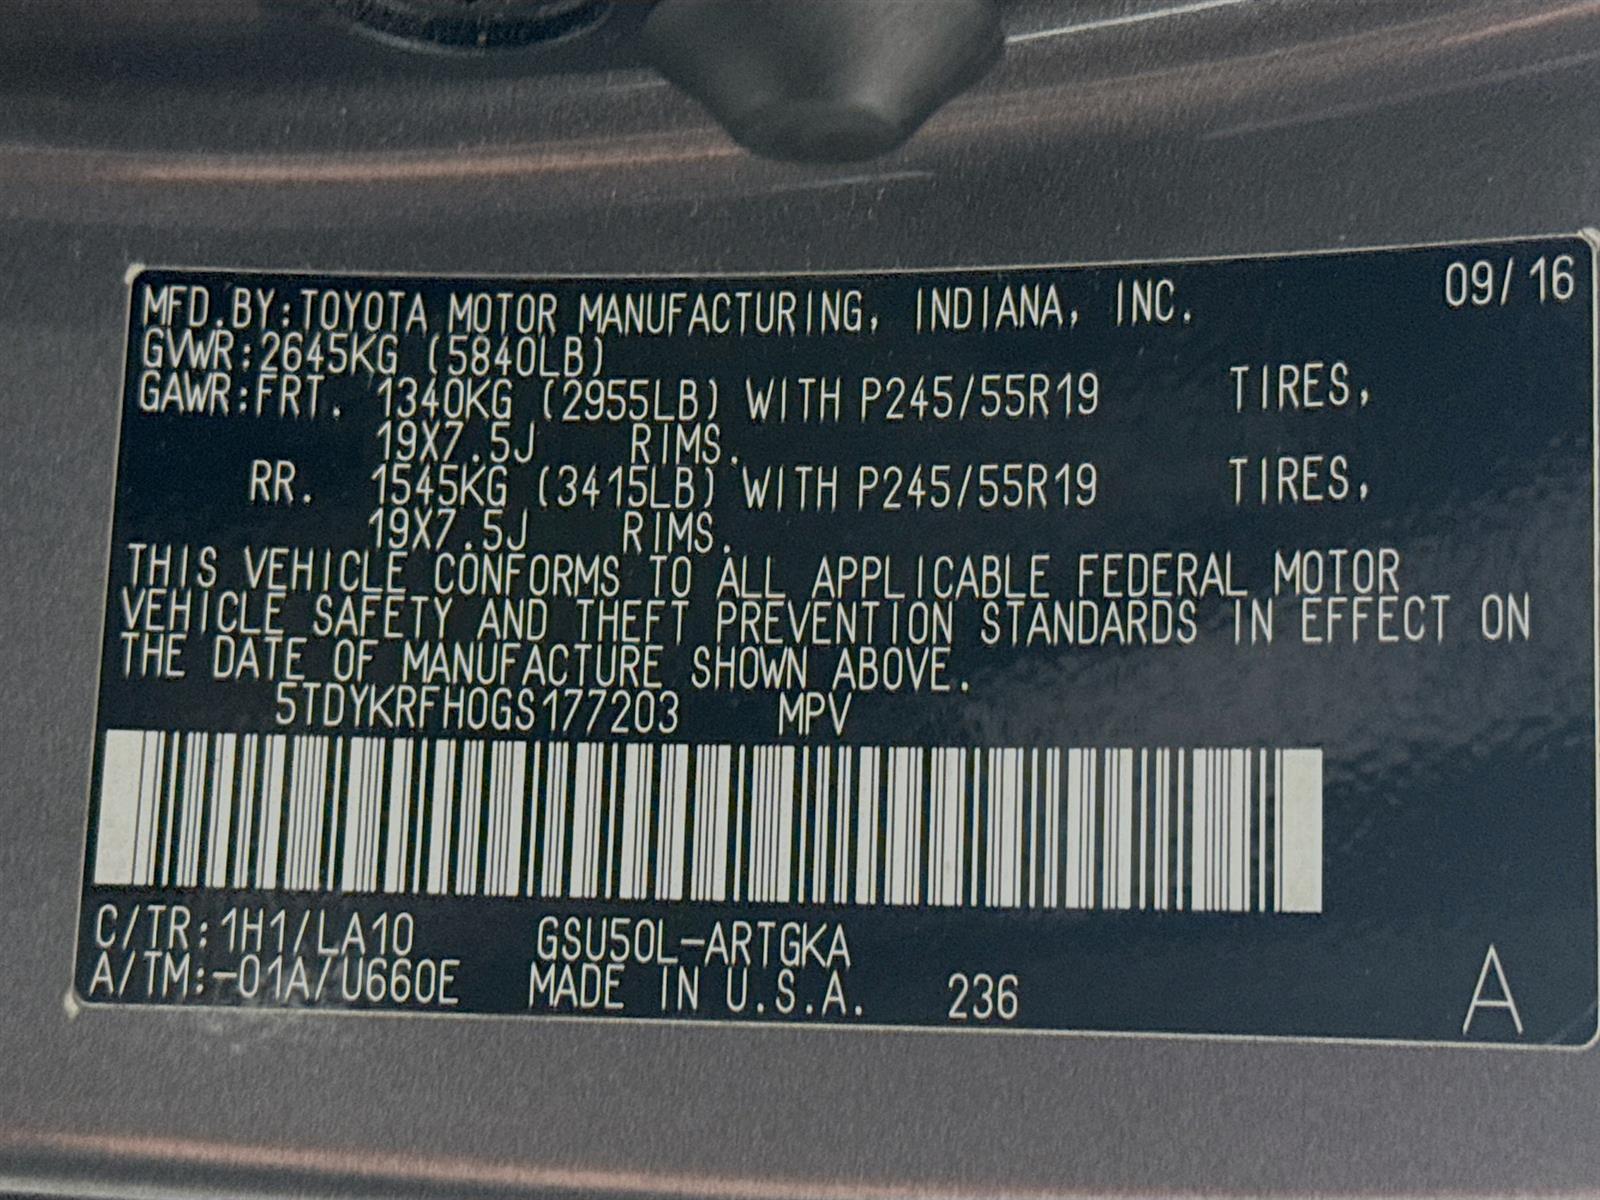 09/16
MFD.BY:TOYOTA MOTOR MANUFACTURING, INDIANA, INC.
GVWR:2645KG (5840LB)
GAWR:FRT. 1340KG (2955LB) WITH P245/55R19 TIRES,
19X7.5J RIMS.
RR. 1545KG (3415LB) WITH P245/55R19 TIRES,
19X7.5J RIMS.
THIS VEHICLE CONFORMS TO ALL APPLICABLE FEDERAL MOTOR
VEHICLE SAFETY AND THEFT PREVENTION STANDARDS IN EFFECT ON
THE DATE OF MANUFACTURE SHOWN ABOVE.
5TDYKRFH0GS177203 MPV
C/TR:1H1/LA10 GSU50L-ARTGKA
A/TM:-01A/U660E MADE IN U.S.A. 236
A